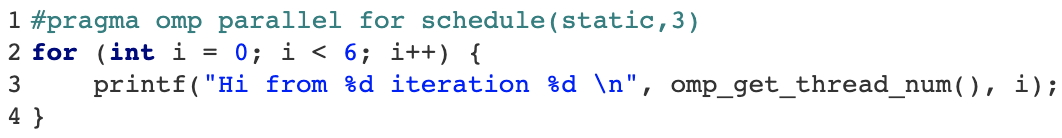 1 #pragma omp parallel for schedule(static,3)
2 for (int i = 0; i < 6; i++) {
3     printf("Hi from %d iteration %d \n", omp_get_thread_num(), i);
4 }